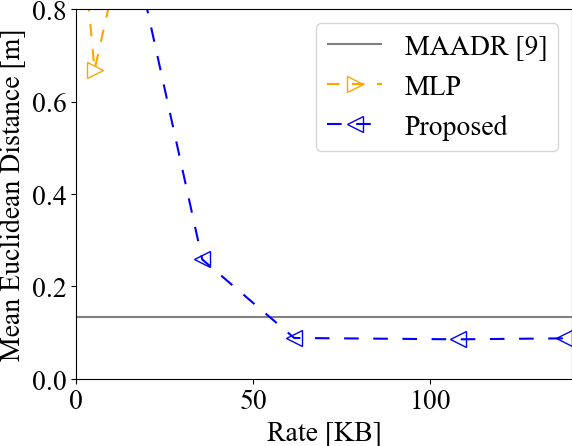 0.8
0.6
0.4
0.2
0.0
Mean Euclidean Distance [m]
MAADR [9]
MLP
Proposed
0 50 100
Rate [KB]